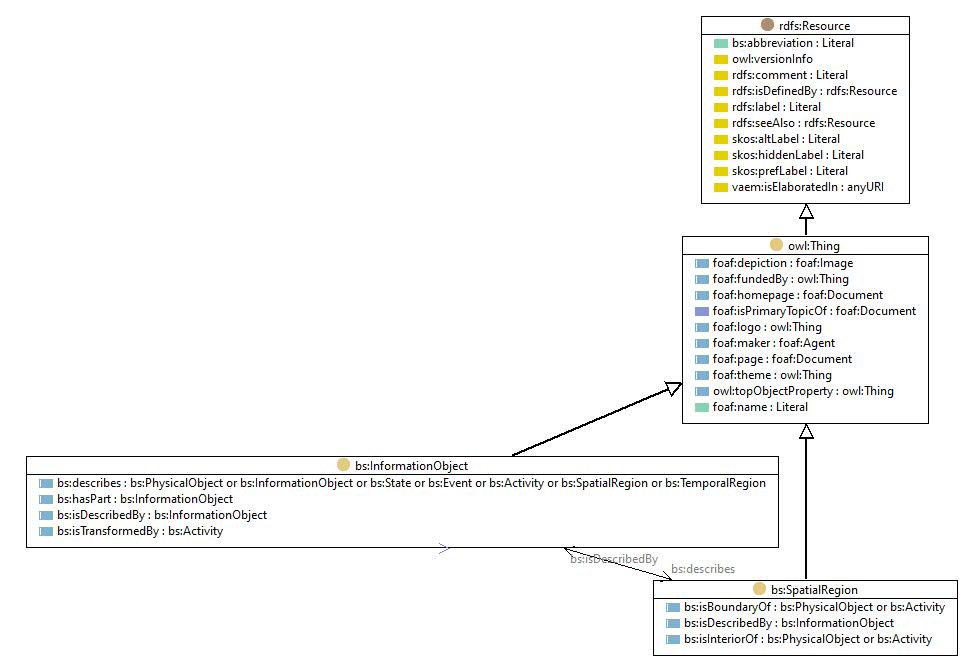 rdfs:Resource
bs:abbreviation : Literal
owl:versionInfo
rdfs:comment : Literal
rdfs:isDefinedBy : rdfs:Resource
rdfs:label : Literal
rdfs:seeAlso : rdfs:Resource
skos:altLabel : Literal
skos:hiddenLabel : Literal
skos:prefLabel : Literal
vaem:isElaboratedIn : anyURI
owl:Thing
foaf:depiction : foaf:Image
foaf:fundedBy : owl:Thing
foaf:homepage : foaf:Document
foaf:isPrimaryTopicOf : foaf:Document
foaf:logo : owl:Thing
foaf:maker : foaf:Agent
foaf:page : foaf:Document
foaf:theme : owl:Thing
owl:topObjectProperty : owl:Thing
foaf:name : Literal
bs:InformationObject
bs:describes : bs:PhysicalObject or bs:InformationObject or bs:State or bs:Event or bs:Activity or bs:SpatialRegion or bs:TemporalRegion
bs:hasPart : bs:InformationObject
bs:isDescribedBy : bs:InformationObject
bs:isTransformedBy : bs:Activity
bs:isDescribedBy
bs:describes
bs:SpatialRegion
bs:isBoundaryOf : bs:PhysicalObject or bs:Activity
bs:isDescribedBy : bs:InformationObject
bs:isInteriorOf : bs:PhysicalObject or bs:Activity